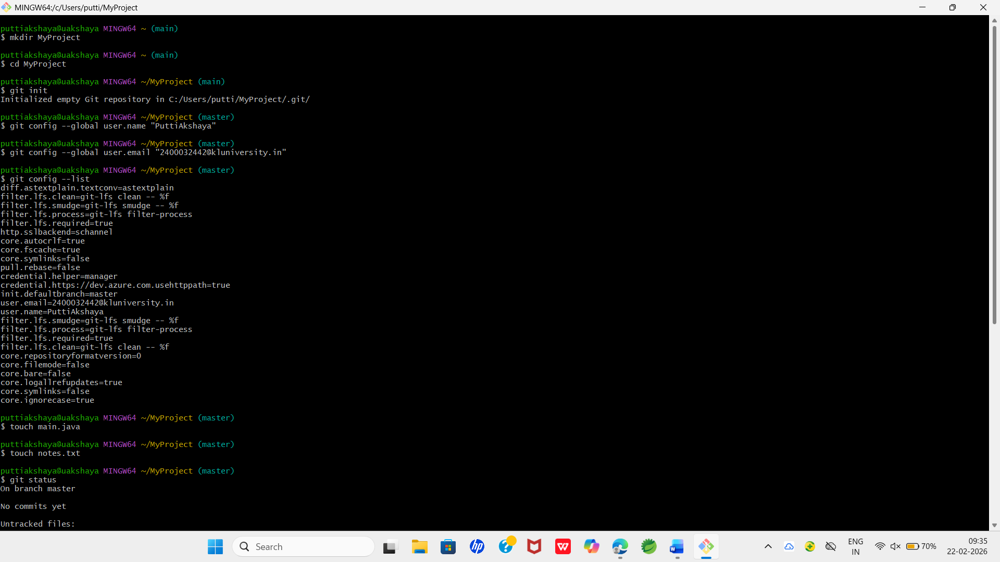 MINGW64:/c/Users/putti/MyProject
puttiakshaya@uakshaya MINGW64 ~ (main)
$ mkdir MyProject
puttiakshaya@uakshaya MINGW64 ~ (main)
$ cd MyProject
puttiakshaya@uakshaya MINGW64 ~/MyProject (main)
$ git init
Initialized empty Git repository in C:/Users/putti/MyProject/.git/
puttiakshaya@uakshaya MINGW64 ~/MyProject (master)
$ git config --global user.name "PuttiAkshaya"
puttiakshaya@uakshaya MINGW64 ~/MyProject (master)
$ git config --global user.email "2400032442@kluniversity.in"
puttiakshaya@uakshaya MINGW64 ~/MyProject (master)
$ git config --list
diff.astextplain.textconv=astextplain
filter.lfs.clean=git-lfs clean -- %f
filter.lfs.smudge=git-lfs smudge -- %f
filter.lfs.process=git-lfs filter-process
filter.lfs.required=true
http.sslbackend=schannel
core.autocrlf=true
core.fscache=true
core.symlinks=false
pull.rebase=false
credential.helper=manager
credential.https://dev.azure.com.usehttppath=true
init.defaultbranch=master
user.email=2400032442@kluniversity.in
user.name=PuttiAkshaya
filter.lfs.smudge=git-lfs smudge -- %f
filter.lfs.process=git-lfs filter-process
filter.lfs.required=true
filter.lfs.clean=git-lfs clean -- %f
core.repositoryformatversion=0
core.filemode=false
core.bare=false
core.logallrefupdates=true
core.symlinks=false
core.ignorecase=true
puttiakshaya@uakshaya MINGW64 ~/MyProject (master)
$ touch main.java
puttiakshaya@uakshaya MINGW64 ~/MyProject (master)
$ touch notes.txt
puttiakshaya@uakshaya MINGW64 ~/MyProject (master)
$ git status
On branch master
No commits yet
Untracked files:
Search
hp
?
W
W
ENG
IN
70%
09:35
22-02-2026